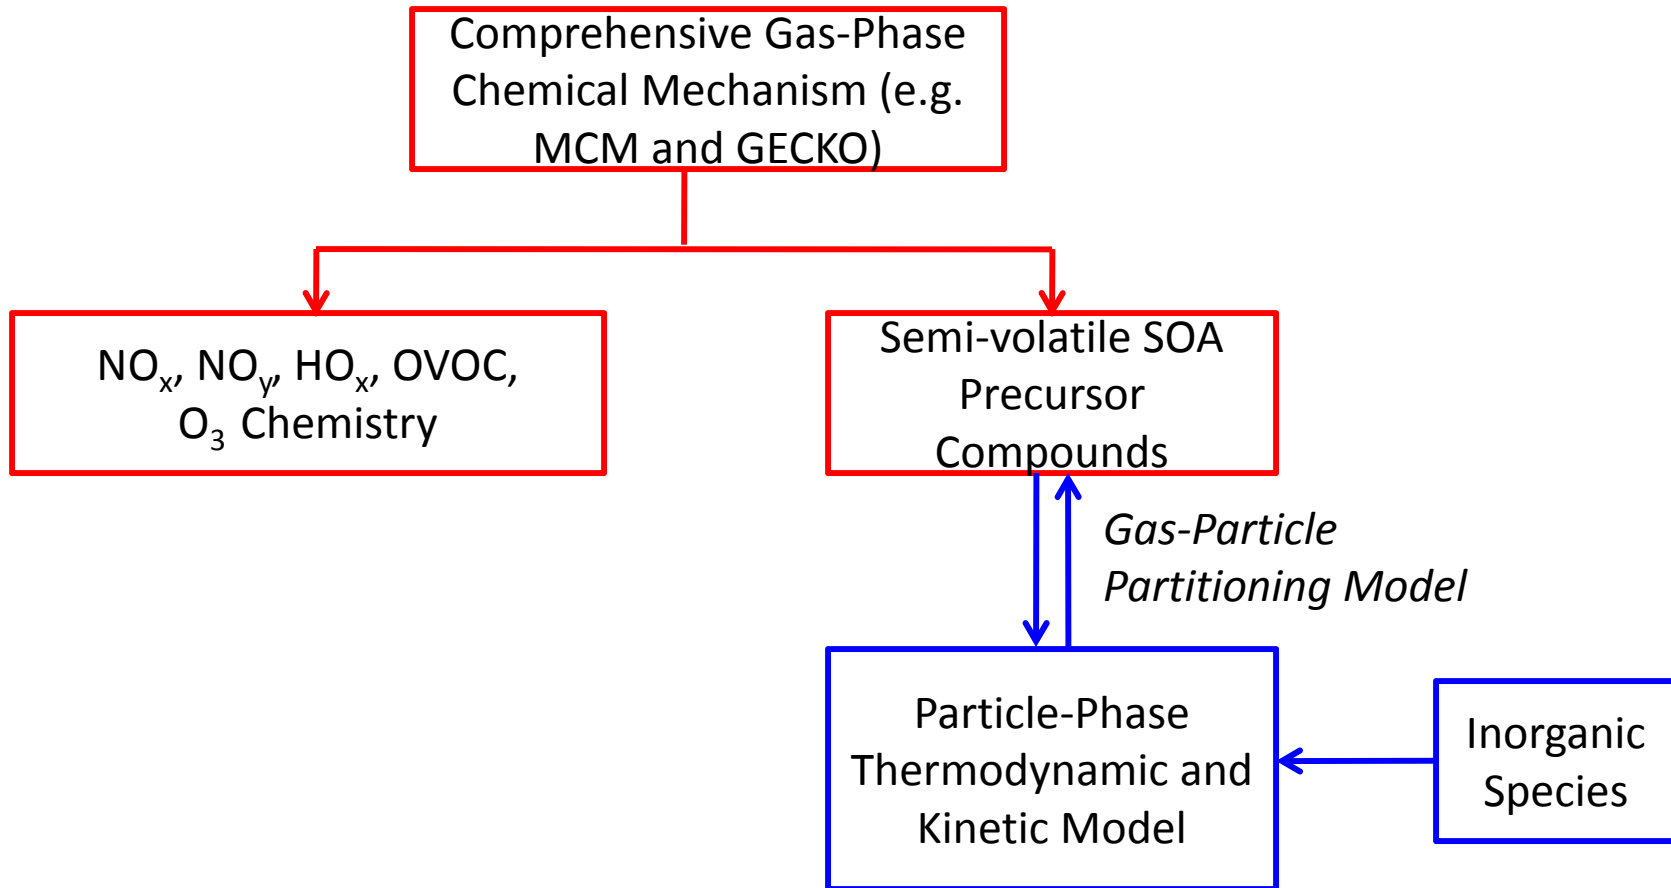 Comprehensive Gas-Phase
Chemical Mechanism (e.g.
MCM and GECKO)
NOx, NOy, HOx, OVOC,
O3 Chemistry
Semi-volatile SOA
Precursor
Compounds
Gas-Particle
Partitioning Model
Particle-Phase
Thermodynamic and
Kinetic Model
Inorganic
Species